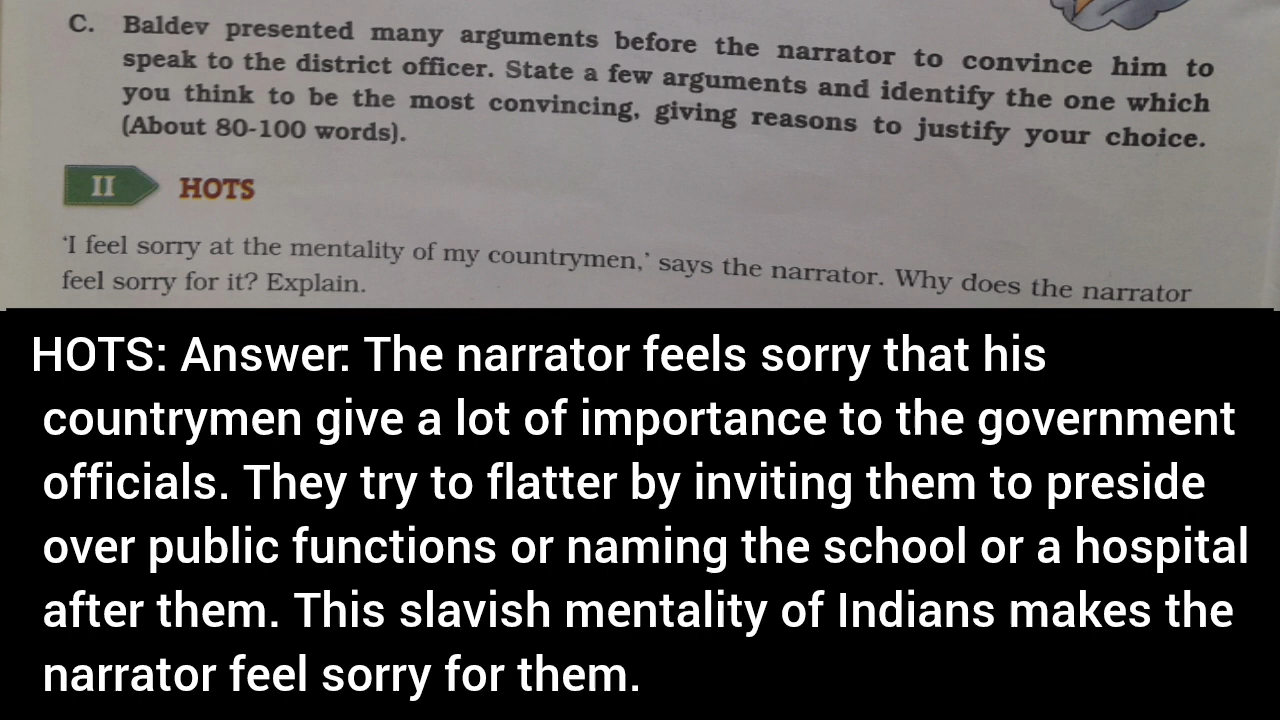 C. Baldev presented many arguments before the narrator to convince him to
speak to the district officer. State a few arguments and identify the one which
you think to be the most convincing, giving reasons to justify your choice.
(About 80-100 words).
II HOTS
‘I feel sorry at the mentality of my countrymen,’ says the narrator. Why does the narrator
feel sorry for it? Explain.
HOTS: Answer: The narrator feels sorry that his
countrymen give a lot of importance to the government
officials. They try to flatter by inviting them to preside
over public functions or naming the school or a hospital
after them. This slavish mentality of Indians makes the
narrator feel sorry for them.